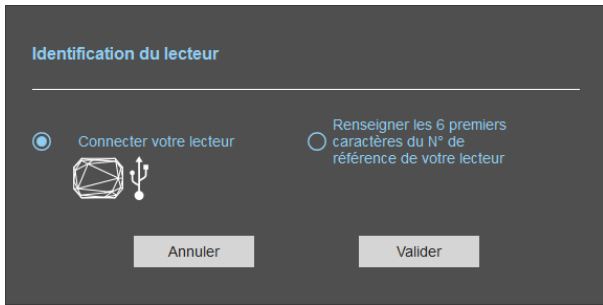 Identification du lecteur
Connecter votre lecteur
Renseigner les 6 premiers
caractères du N° de
référence de votre lecteur
Annuler
Valider